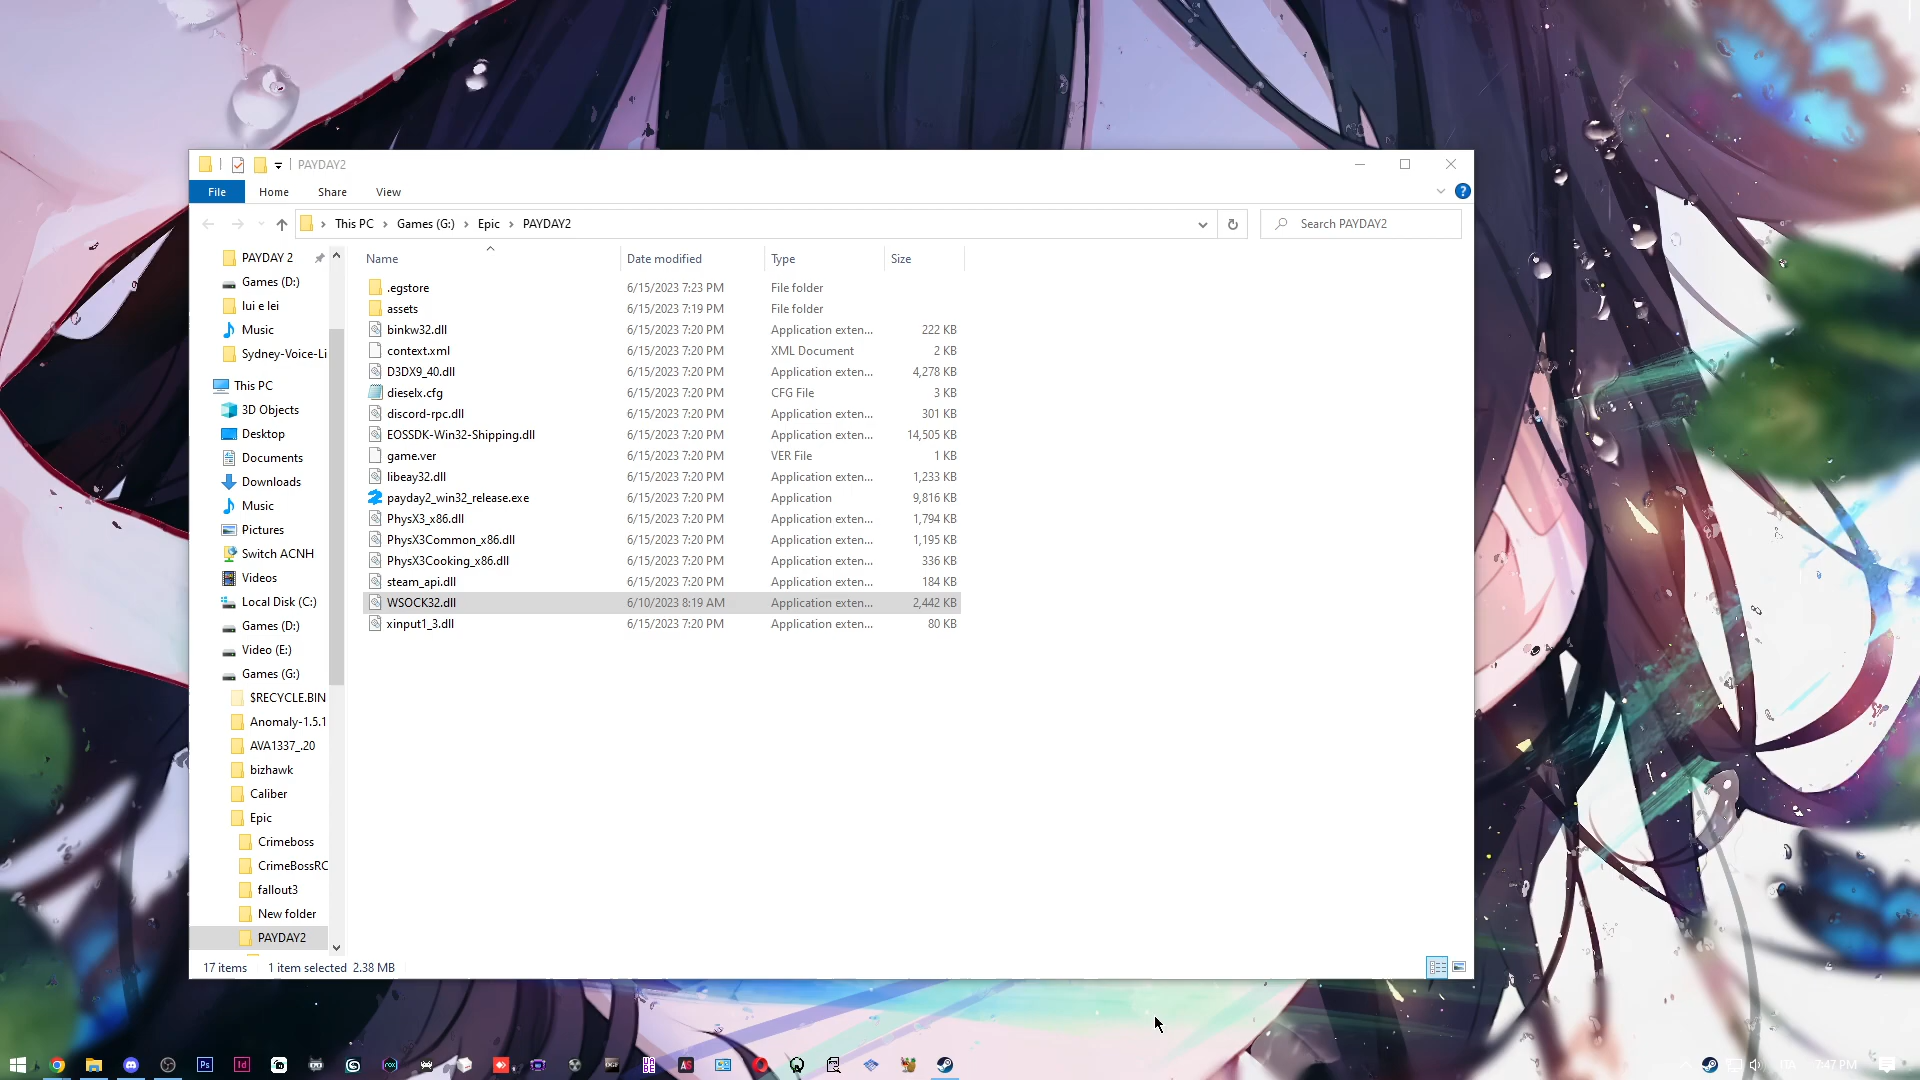 PAYDAY2
File Home Share View
This PC Games (G:) Epic PAYDAY2
Search PAYDAY2
PAYDAY 2
Games (D:)
lui e lei
Music
Sydney-Voice-Li
This PC
3D Objects
Desktop
Documents
Downloads
Music
Pictures
Switch ACNH
Videos
Local Disk (C:)
Games (D:)
Video (E:)
Games (G:)
$RECYCLE.BIN
Anomaly-1.5.1
AVA1337_.20
bizhawk
Caliber
Epic
Crimeboss
CrimeBossRC
fallout3
New folder
PAYDAY2
Name Date modified Type Size
.egstore 6/15/2023 7:23 PM File folder
assets 6/15/2023 7:19 PM File folder
binkw32.dll 6/15/2023 7:20 PM Application exten... 222 KB
context.xml 6/15/2023 7:20 PM XML Document 2 KB
D3DX9_40.dll 6/15/2023 7:20 PM Application exten... 4,278 KB
dieselx.cfg 6/15/2023 7:20 PM CFG File 3 KB
discord-rpc.dll 6/15/2023 7:20 PM Application exten... 301 KB
EOSSDK-Win32-Shipping.dll 6/15/2023 7:20 PM Application exten... 14,505 KB
game.ver 6/15/2023 7:20 PM VER File 1 KB
libeay32.dll 6/15/2023 7:20 PM Application exten... 1,233 KB
payday2_win32_release.exe 6/15/2023 7:20 PM Application 9,816 KB
PhysX3_x86.dll 6/15/2023 7:20 PM Application exten... 1,794 KB
PhysX3Common_x86.dll 6/15/2023 7:20 PM Application exten... 1,195 KB
PhysX3Cooking_x86.dll 6/15/2023 7:20 PM Application exten... 336 KB
steam_api.dll 6/15/2023 7:20 PM Application exten... 184 KB
WSOCK32.dll 6/10/2023 8:19 AM Application exten... 2,442 KB
xinput1_3.dll 6/15/2023 7:20 PM Application exten... 80 KB
17 items 1 item selected 2.38 MB
Ps Id AS ITA 7:47 PM